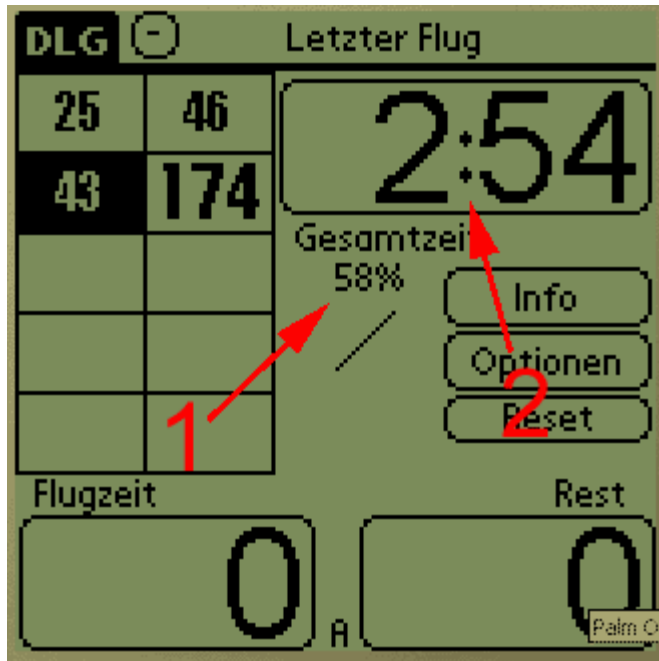 DLG (-) Letzter Flug
25 46
2:54
43 174
Gesamtzeit
58%
Info
Optionen
Reset
1
2
Flugzeit Rest
0 A 0
Palm O